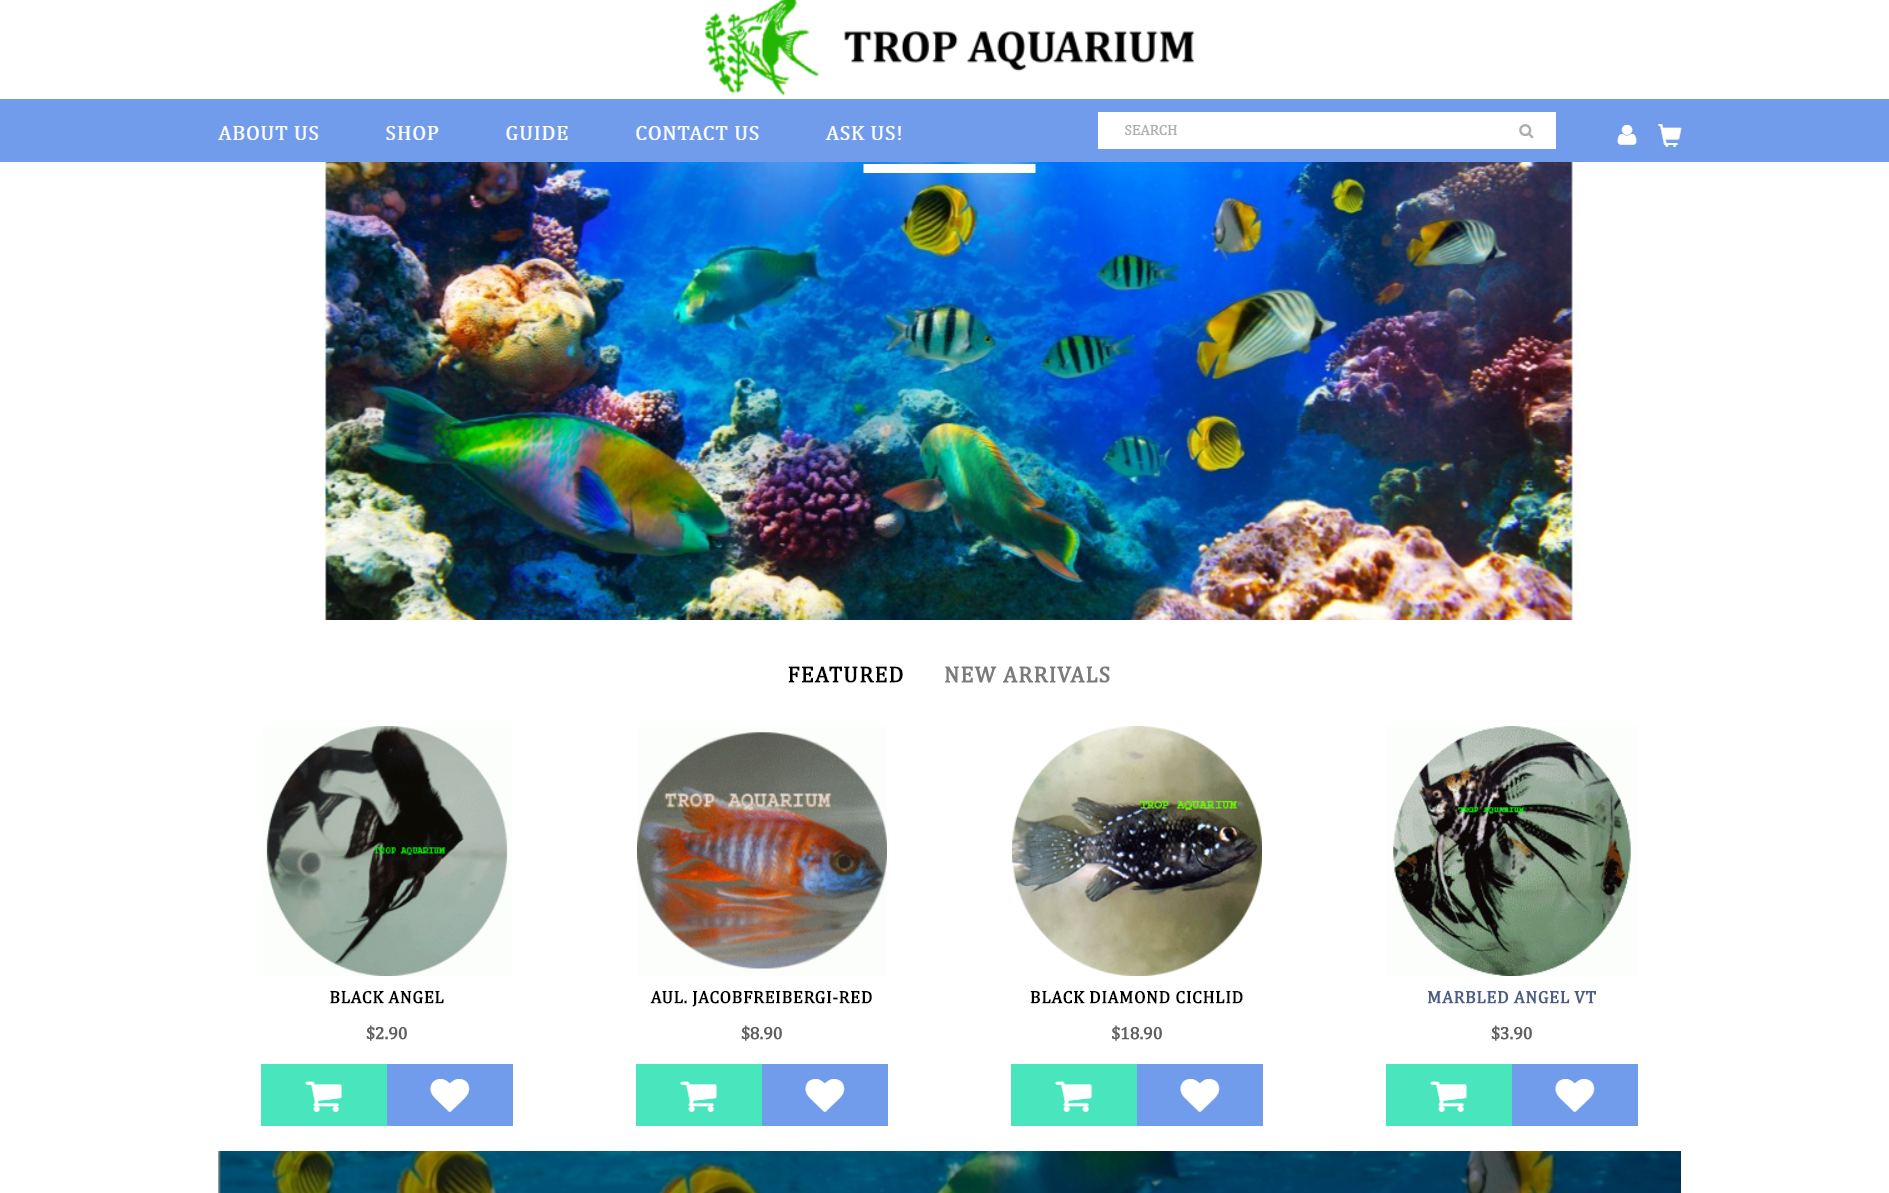 TROP AQUARIUM
ABOUT US SHOP GUIDE CONTACT US ASK US! SEARCH
FEATURED NEW ARRIVALS
TROP AQUARIUM
TROP AQUARIUM
TROP AQUARIUM
TROP AQUARIUM
BLACK ANGEL
AUL. JACOBFREIBERGI-RED
BLACK DIAMOND CICHLID
MARBLED ANGEL VT
$2.90
$8.90
$18.90
$3.90